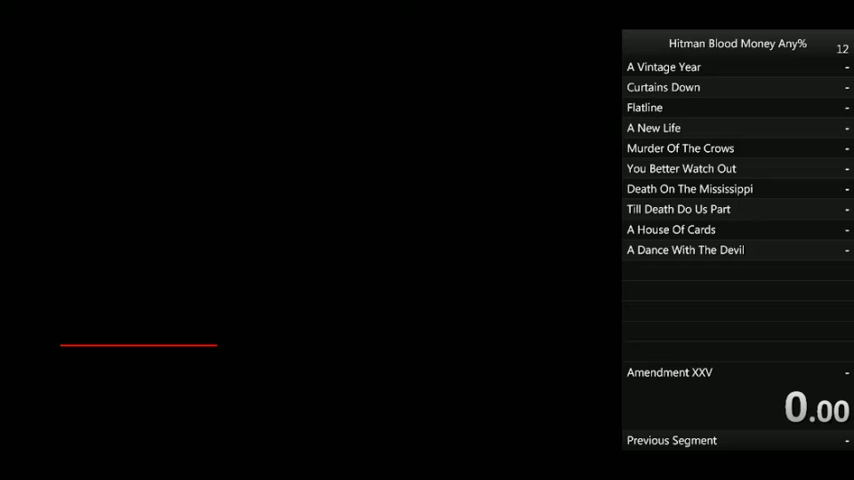 Hitman Blood Money Any%
12
A Vintage Year -
Curtains Down -
Flatline -
A New Life -
Murder Of The Crows -
You Better Watch Out -
Death On The Mississippi -
Till Death Do Us Part -
A House Of Cards -
A Dance With The Devil -
Amendment XXV -
0.00
Previous Segment -